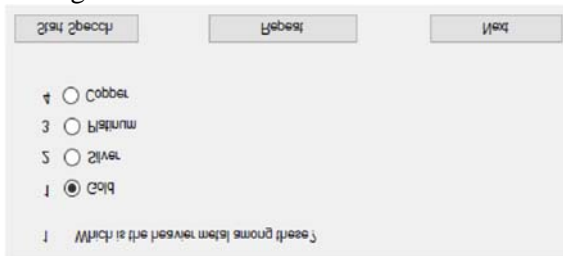 1 Which is the heavier metal among these?
1 Gold
2 Silver
3 Platinum
4 Copper
Start Speech Repeat Next